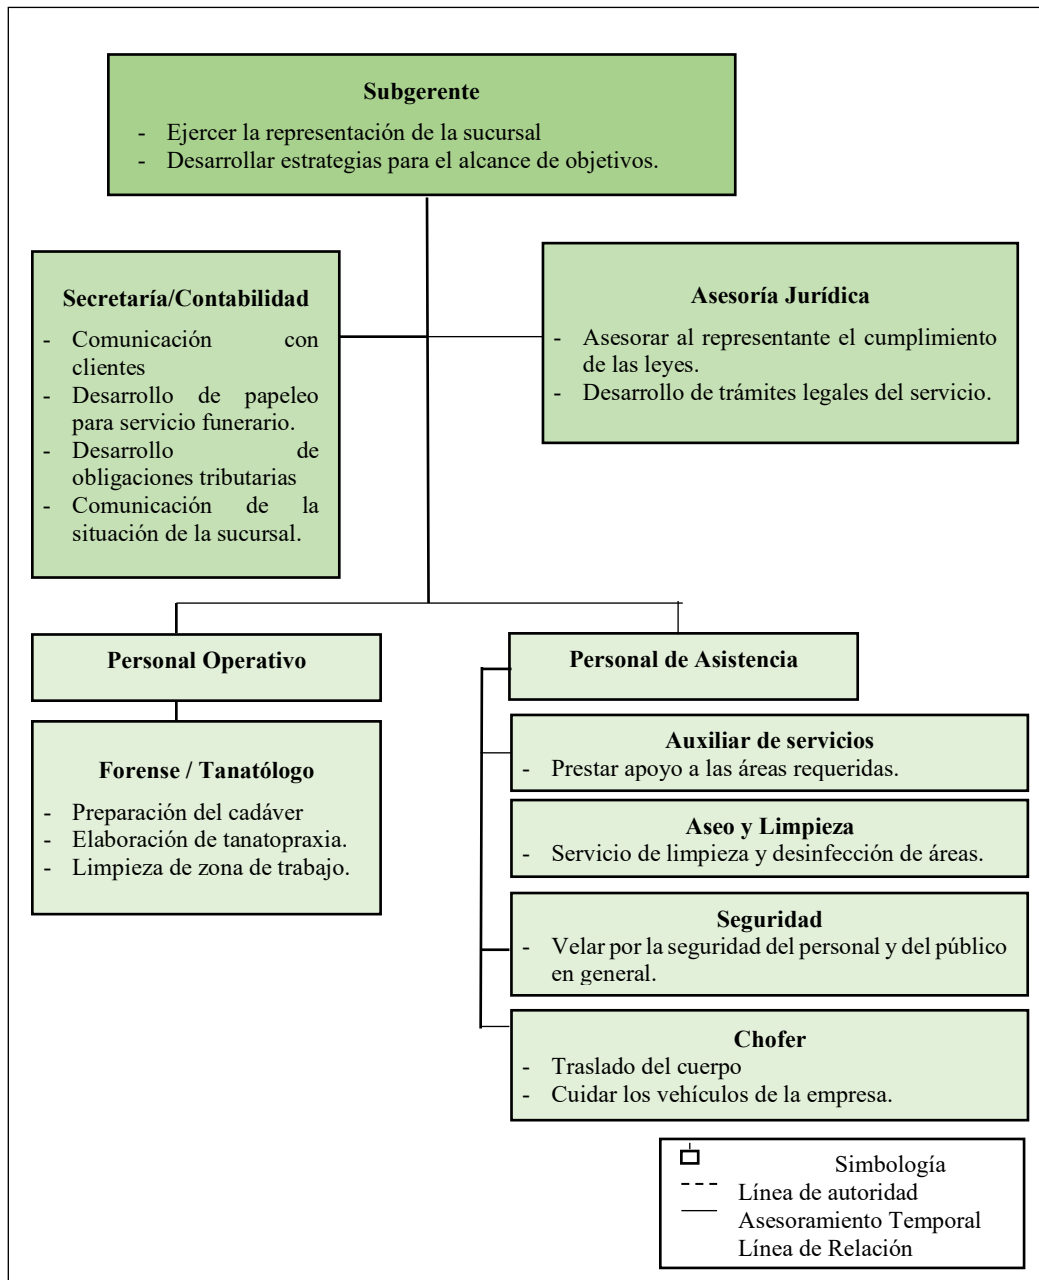 Subgerente
- Ejercer la representación de la sucursal
- Desarrollar estrategias para el alcance de objetivos.
Secretaría/Contabilidad
- Comunicación con
clientes
- Desarrollo de papeleo
para servicio funerario.
- Desarrollo de
obligaciones tributarias
- Comunicación de la
situación de la sucursal.
Asesoría Jurídica
- Asesorar al representante el cumplimiento
de las leyes.
- Desarrollo de trámites legales del servicio.
Personal Operativo
Forense / Tanatólogo
- Preparación del cadáver
- Elaboración de tanatopraxia.
- Limpieza de zona de trabajo.
Personal de Asistencia
Auxiliar de servicios
- Prestar apoyo a las áreas requeridas.
Aseo y Limpieza
- Servicio de limpieza y desinfección de áreas.
Seguridad
- Velar por la seguridad del personal y del público
en general.
Chofer
- Traslado del cuerpo
- Cuidar los vehículos de la empresa.
Simbología
Línea de autoridad
Asesoramiento Temporal
Línea de Relación